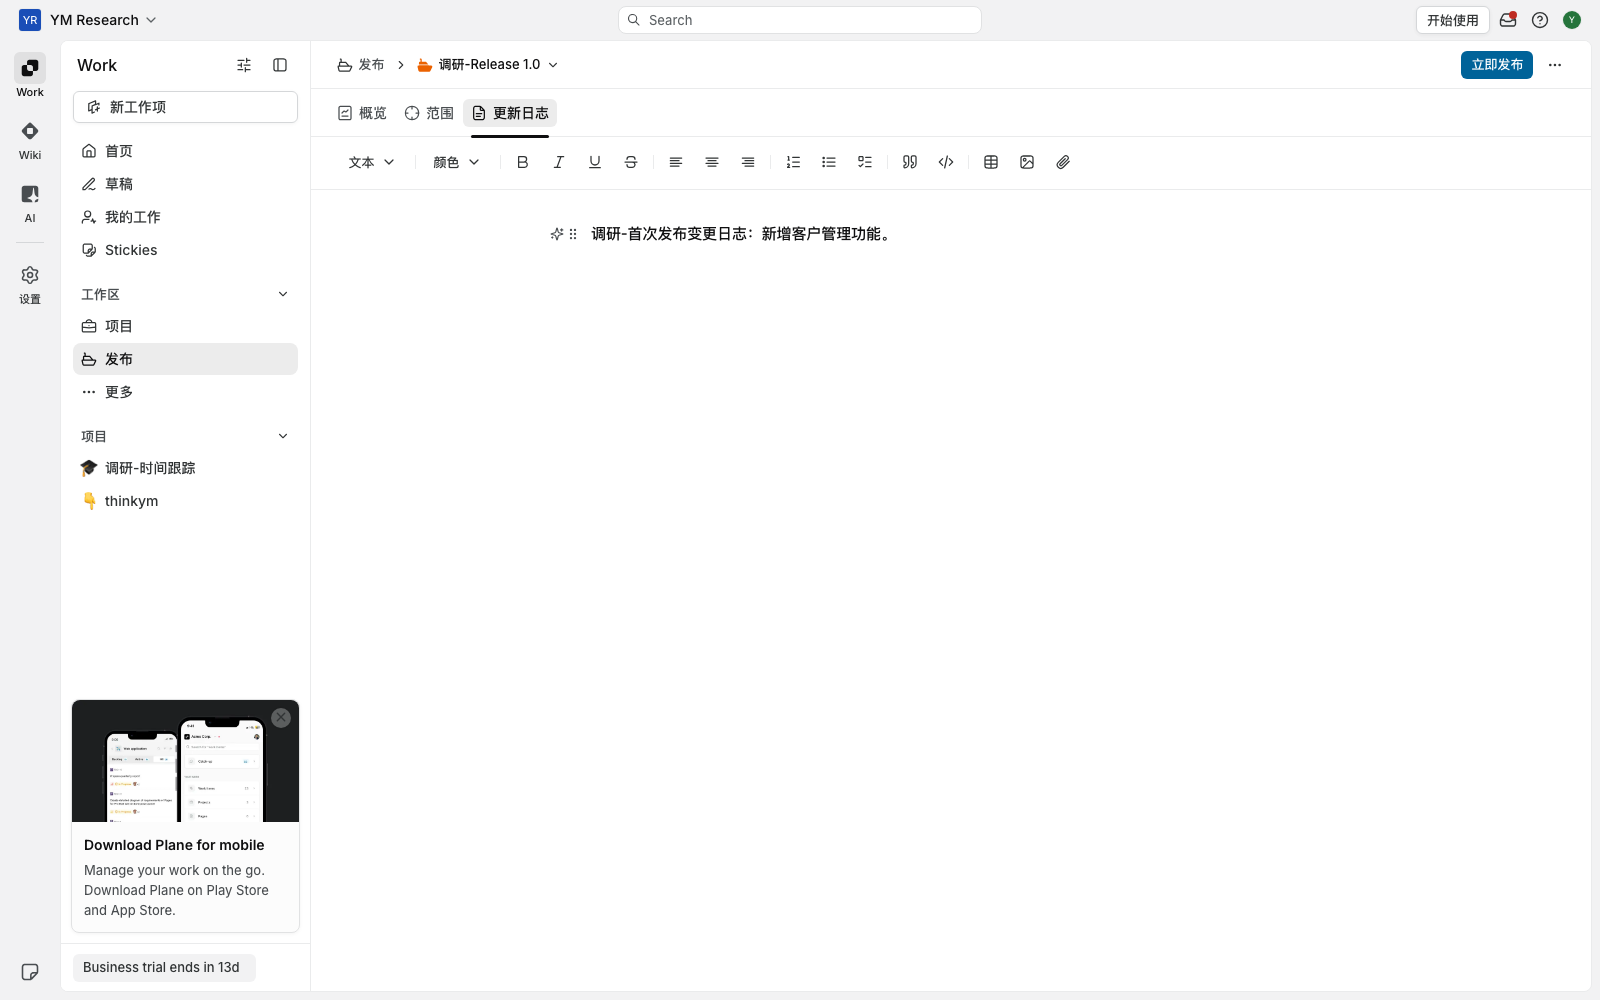 YR YM Research
Search
开始使用
Y
Work
Wiki
AI
设置
Work
新工作项
首页
草稿
我的工作
Stickies
工作区
项目
发布
更多
项目
调研-时间跟踪
thinkym
Download Plane for mobile
Manage your work on the go.
Download Plane on Play Store
and App Store.
Business trial ends in 13d
发布
调研-Release 1.0
立即发布
概览
范围
更新日志
文本
颜色
调研-首次发布变更日志：新增客户管理功能。